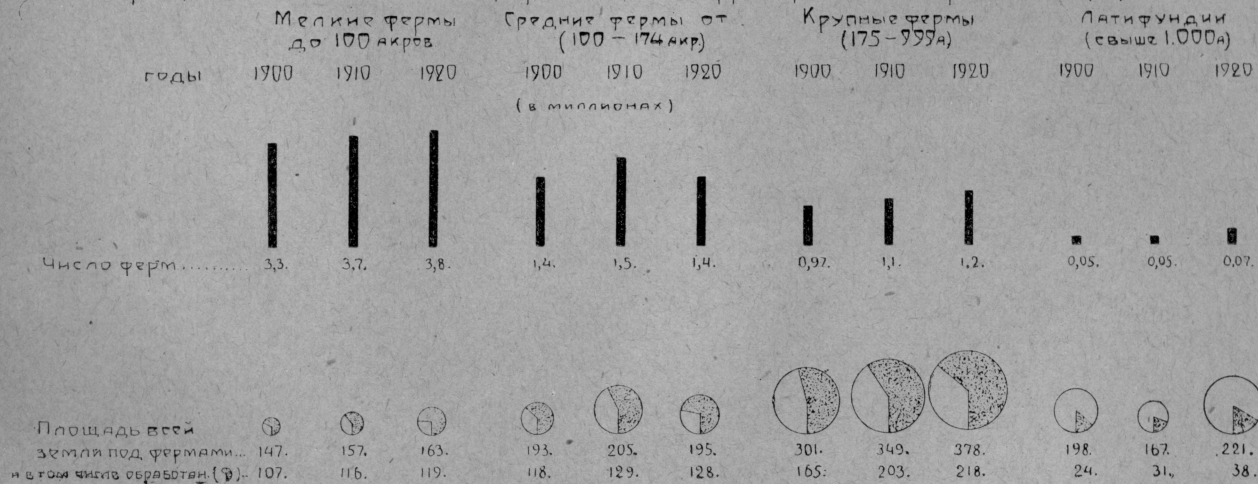 Мелкие фермы Средние фермы от Крупные фермы Латифундии
до 100 акров (100 – 174 акр.) (175–999а) (свыше 1.000а)
годы 1900 1910 1920 1900 1910 1920 1900 1910 1920 1900 1910 1920
(в миллионах)
Число ферм.......... 3,3. 3,7. 3,8. 1,4. 1,5. 1,4. 0,97. 1,1. 1,2. 0,05. 0,05. 0,07.
Площадь всей
земли под фермами... 147. 157. 163. 193. 205. 195. 301. 349. 378. 198. 167. 221.
в том числе обработан. 107. 116. 119. 118. 129. 128. 165. 203. 218. 24. 31. 38.